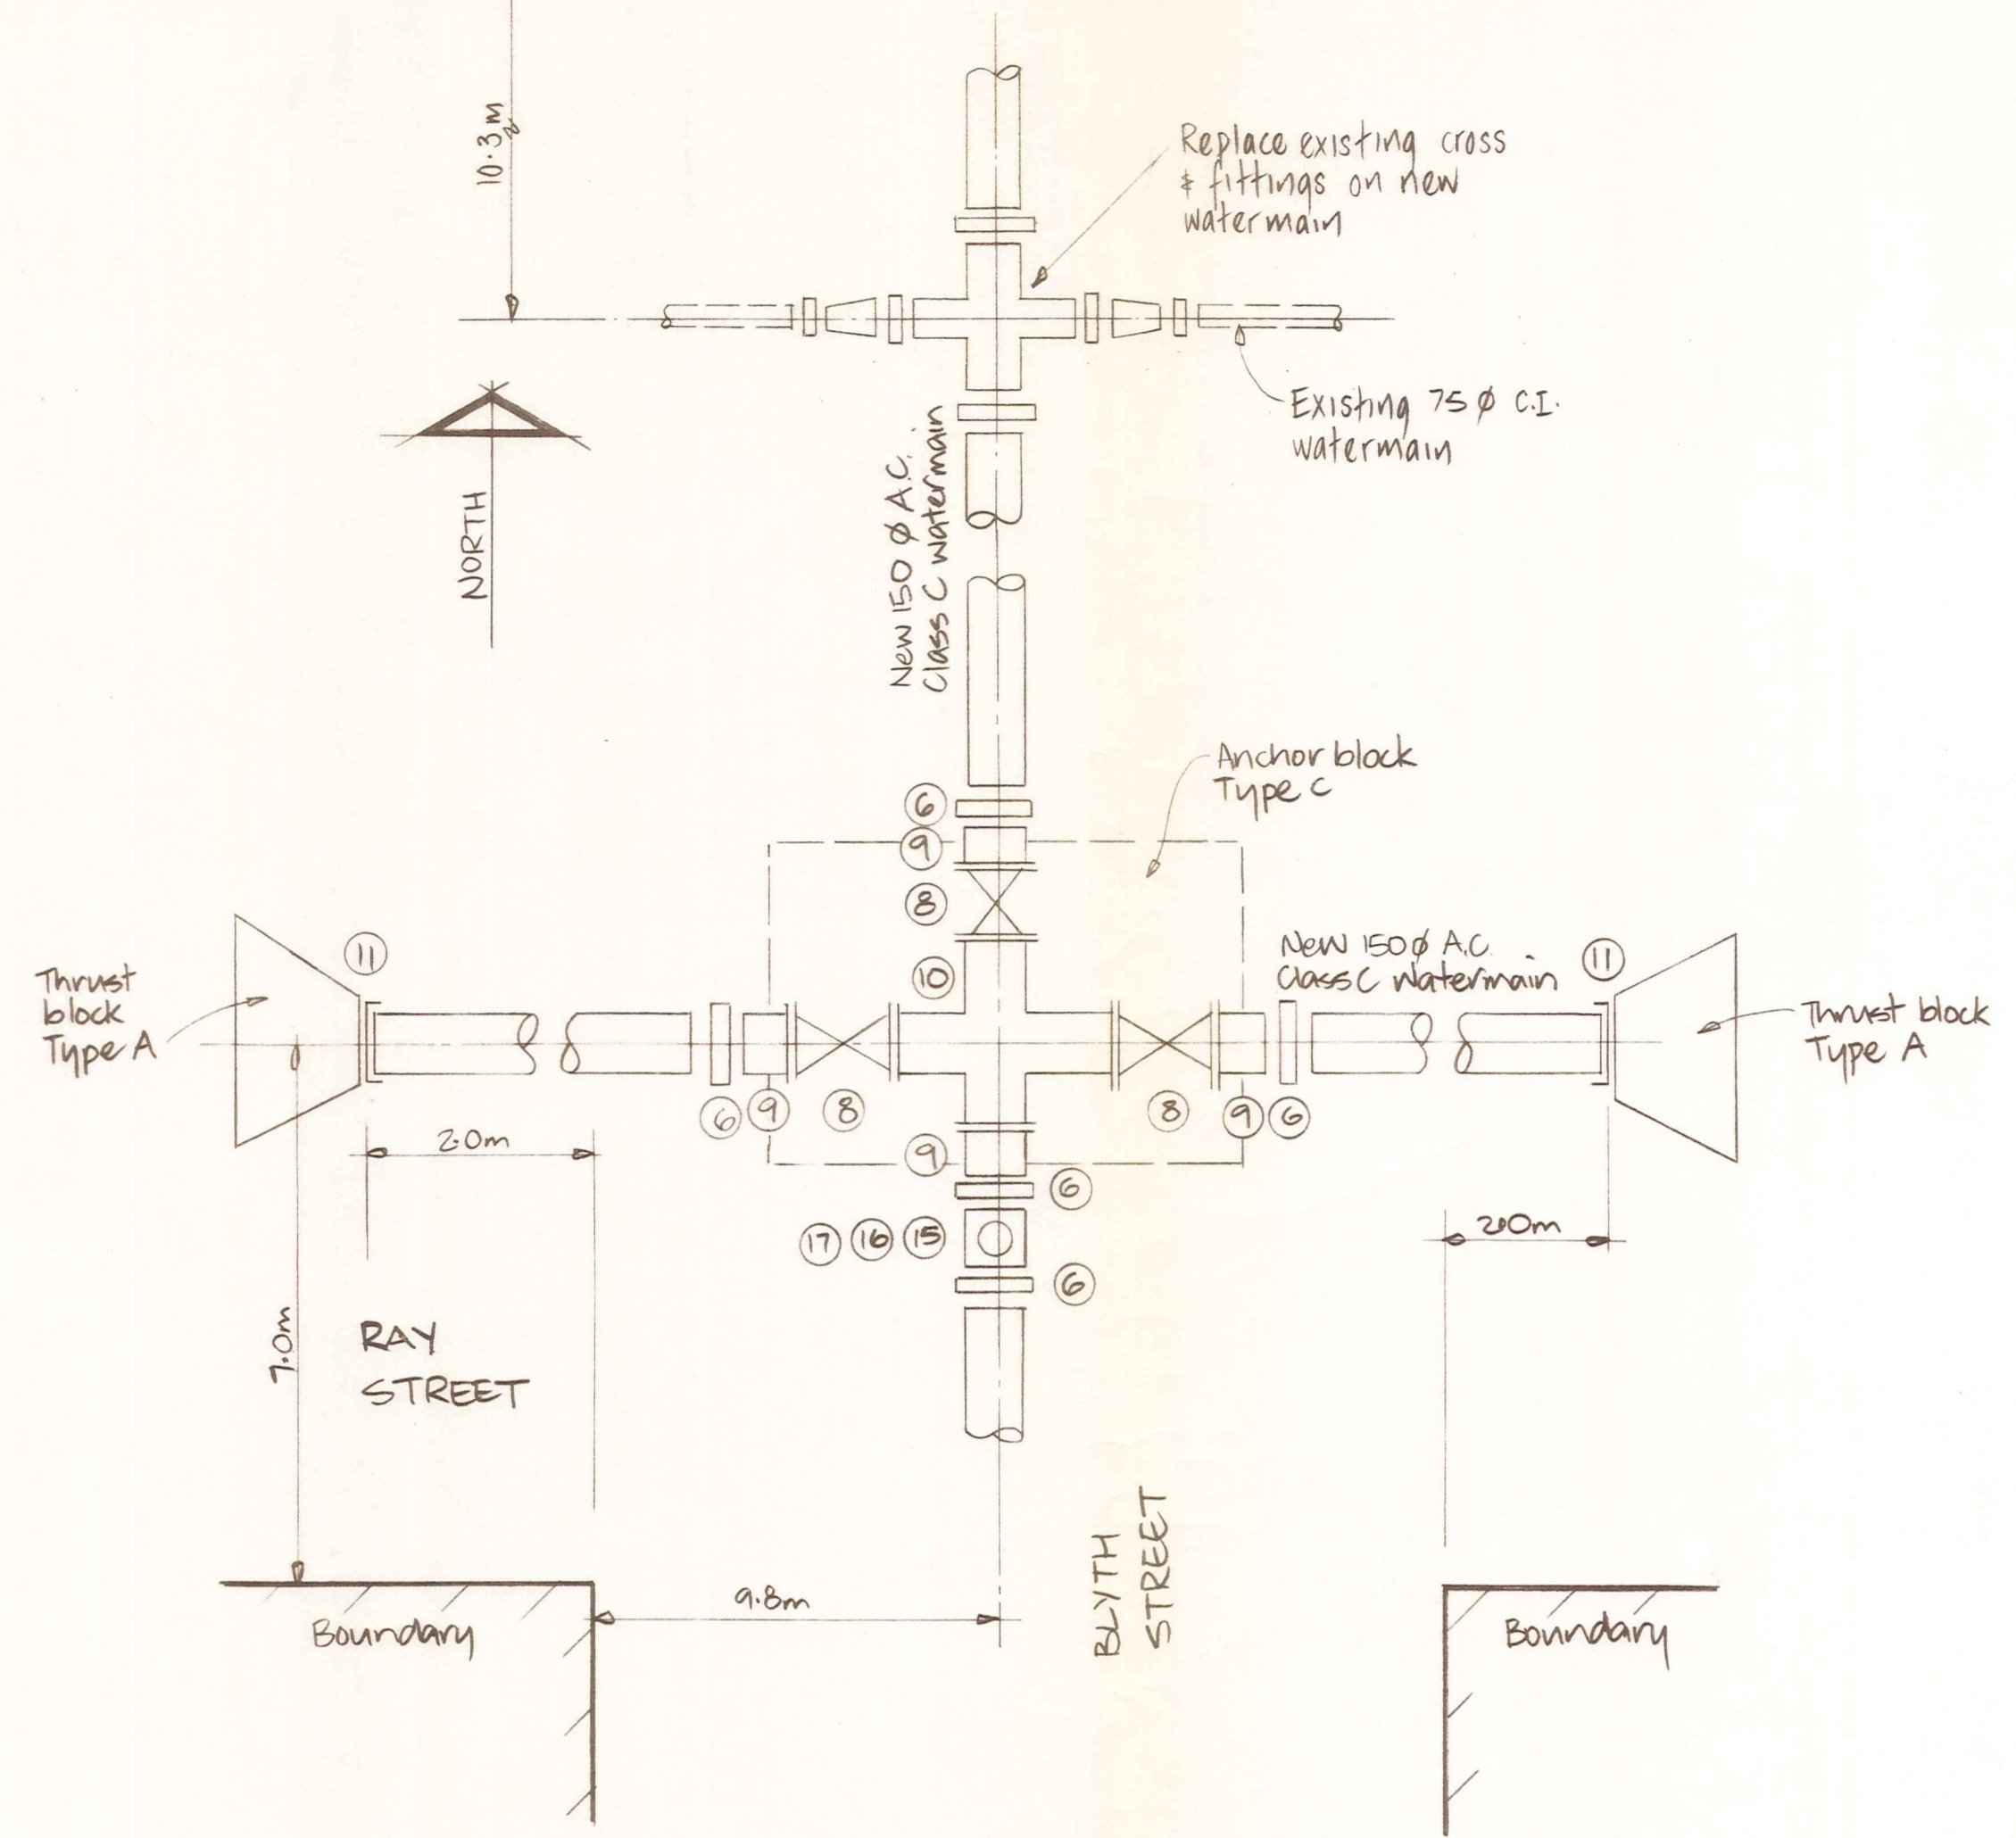 10.3m
Replace existing cross
& fittings on new
watermain
Existing 75 Ø C.I.
watermain
NORTH
New 150 Ø A.C.
Class C watermain
Anchor block
Type C
6
9
8
10
11
Thrust
block
Type A
New 150 Ø A.C.
Class C Watermain
11
Thrust block
Type A
6
9
8
8
9
6
2.0m
9
6
17
16
15
6
2.0m
7.0m
RAY
STREET
BLYTH
STREET
9.8m
Boundary
Boundary